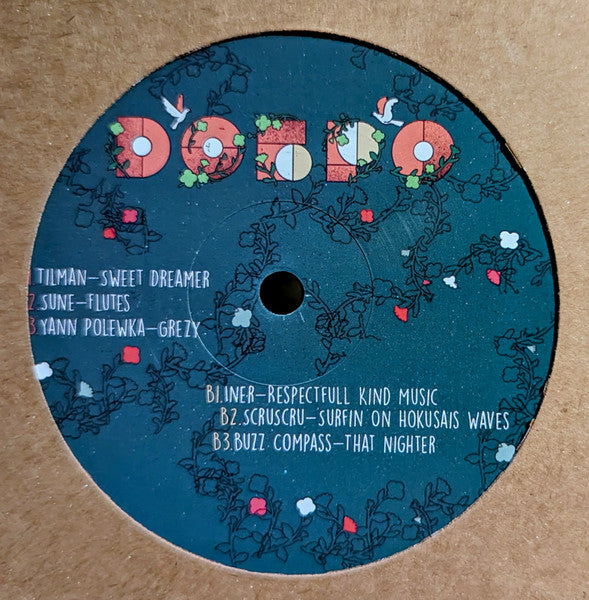 DOBRO
.TILMAN—SWEET DREAMER
2.SUNE—FLUTES
3.YANN POLEWKA—GREZY
B1.INER—RESPECTFULL KIND MUSIC
B2.SCRUSCRU—SURFIN ON HOKUSAIS WAVES
B3.BUZZ COMPASS—THAT NIGHTER